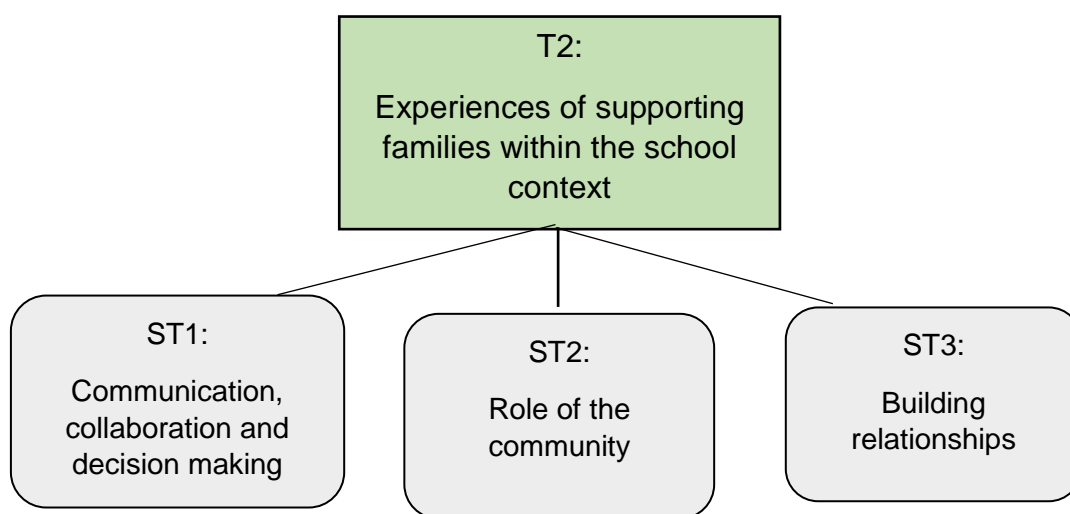 T2:
Experiences of supporting
families within the school
context
ST1:
Communication,
collaboration and
decision making
ST2:
Role of the
community
ST3:
Building
relationships